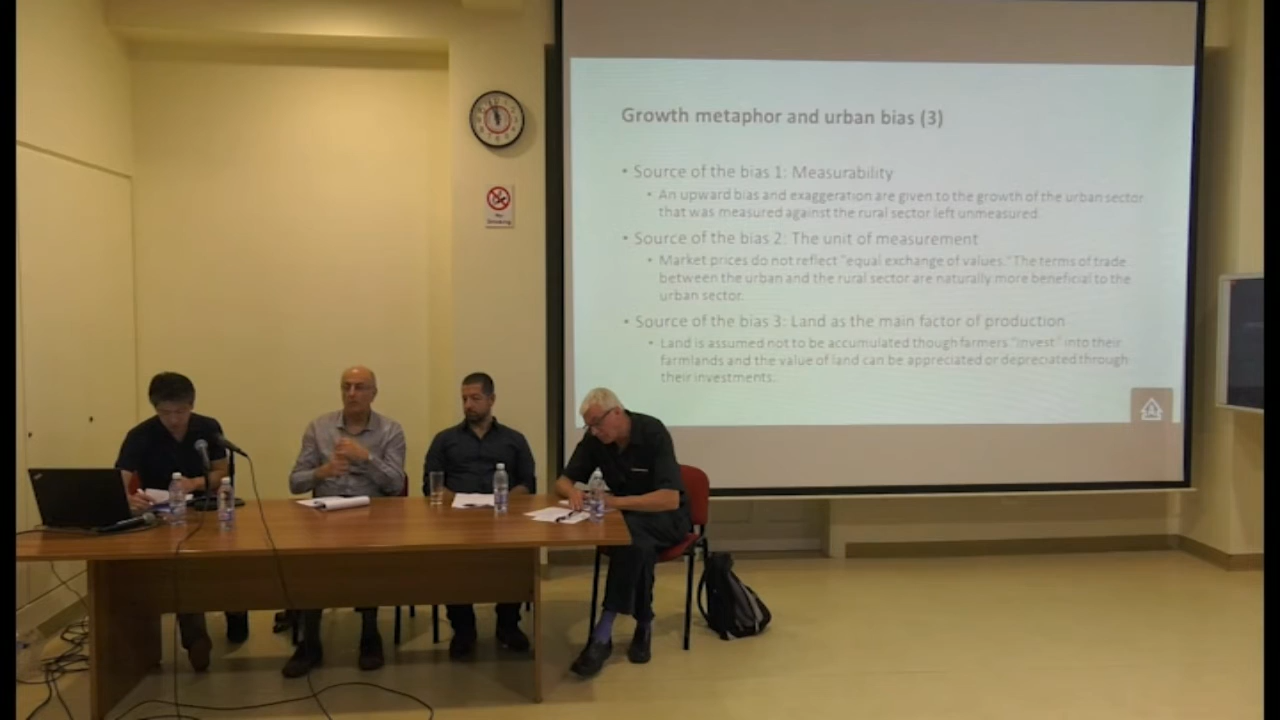 Growth metaphor and urban bias (3)
• Source of the bias 1: Measurability
• An upward bias and exaggeration are given to the growth of the urban sector
that was measured against the rural sector left unmeasured.
• Source of the bias 2: The unit of measurement
• Market prices do not reflect "equal exchange of values." The terms of trade
between the urban and the rural sector are naturally more beneficial to the
urban sector.
• Source of the bias 3: Land as the main factor of production
• Land is assumed not to be accumulated though farmers "invest" into their
farmlands and the value of land can be appreciated or depreciated through
their investments.
No
Smoking